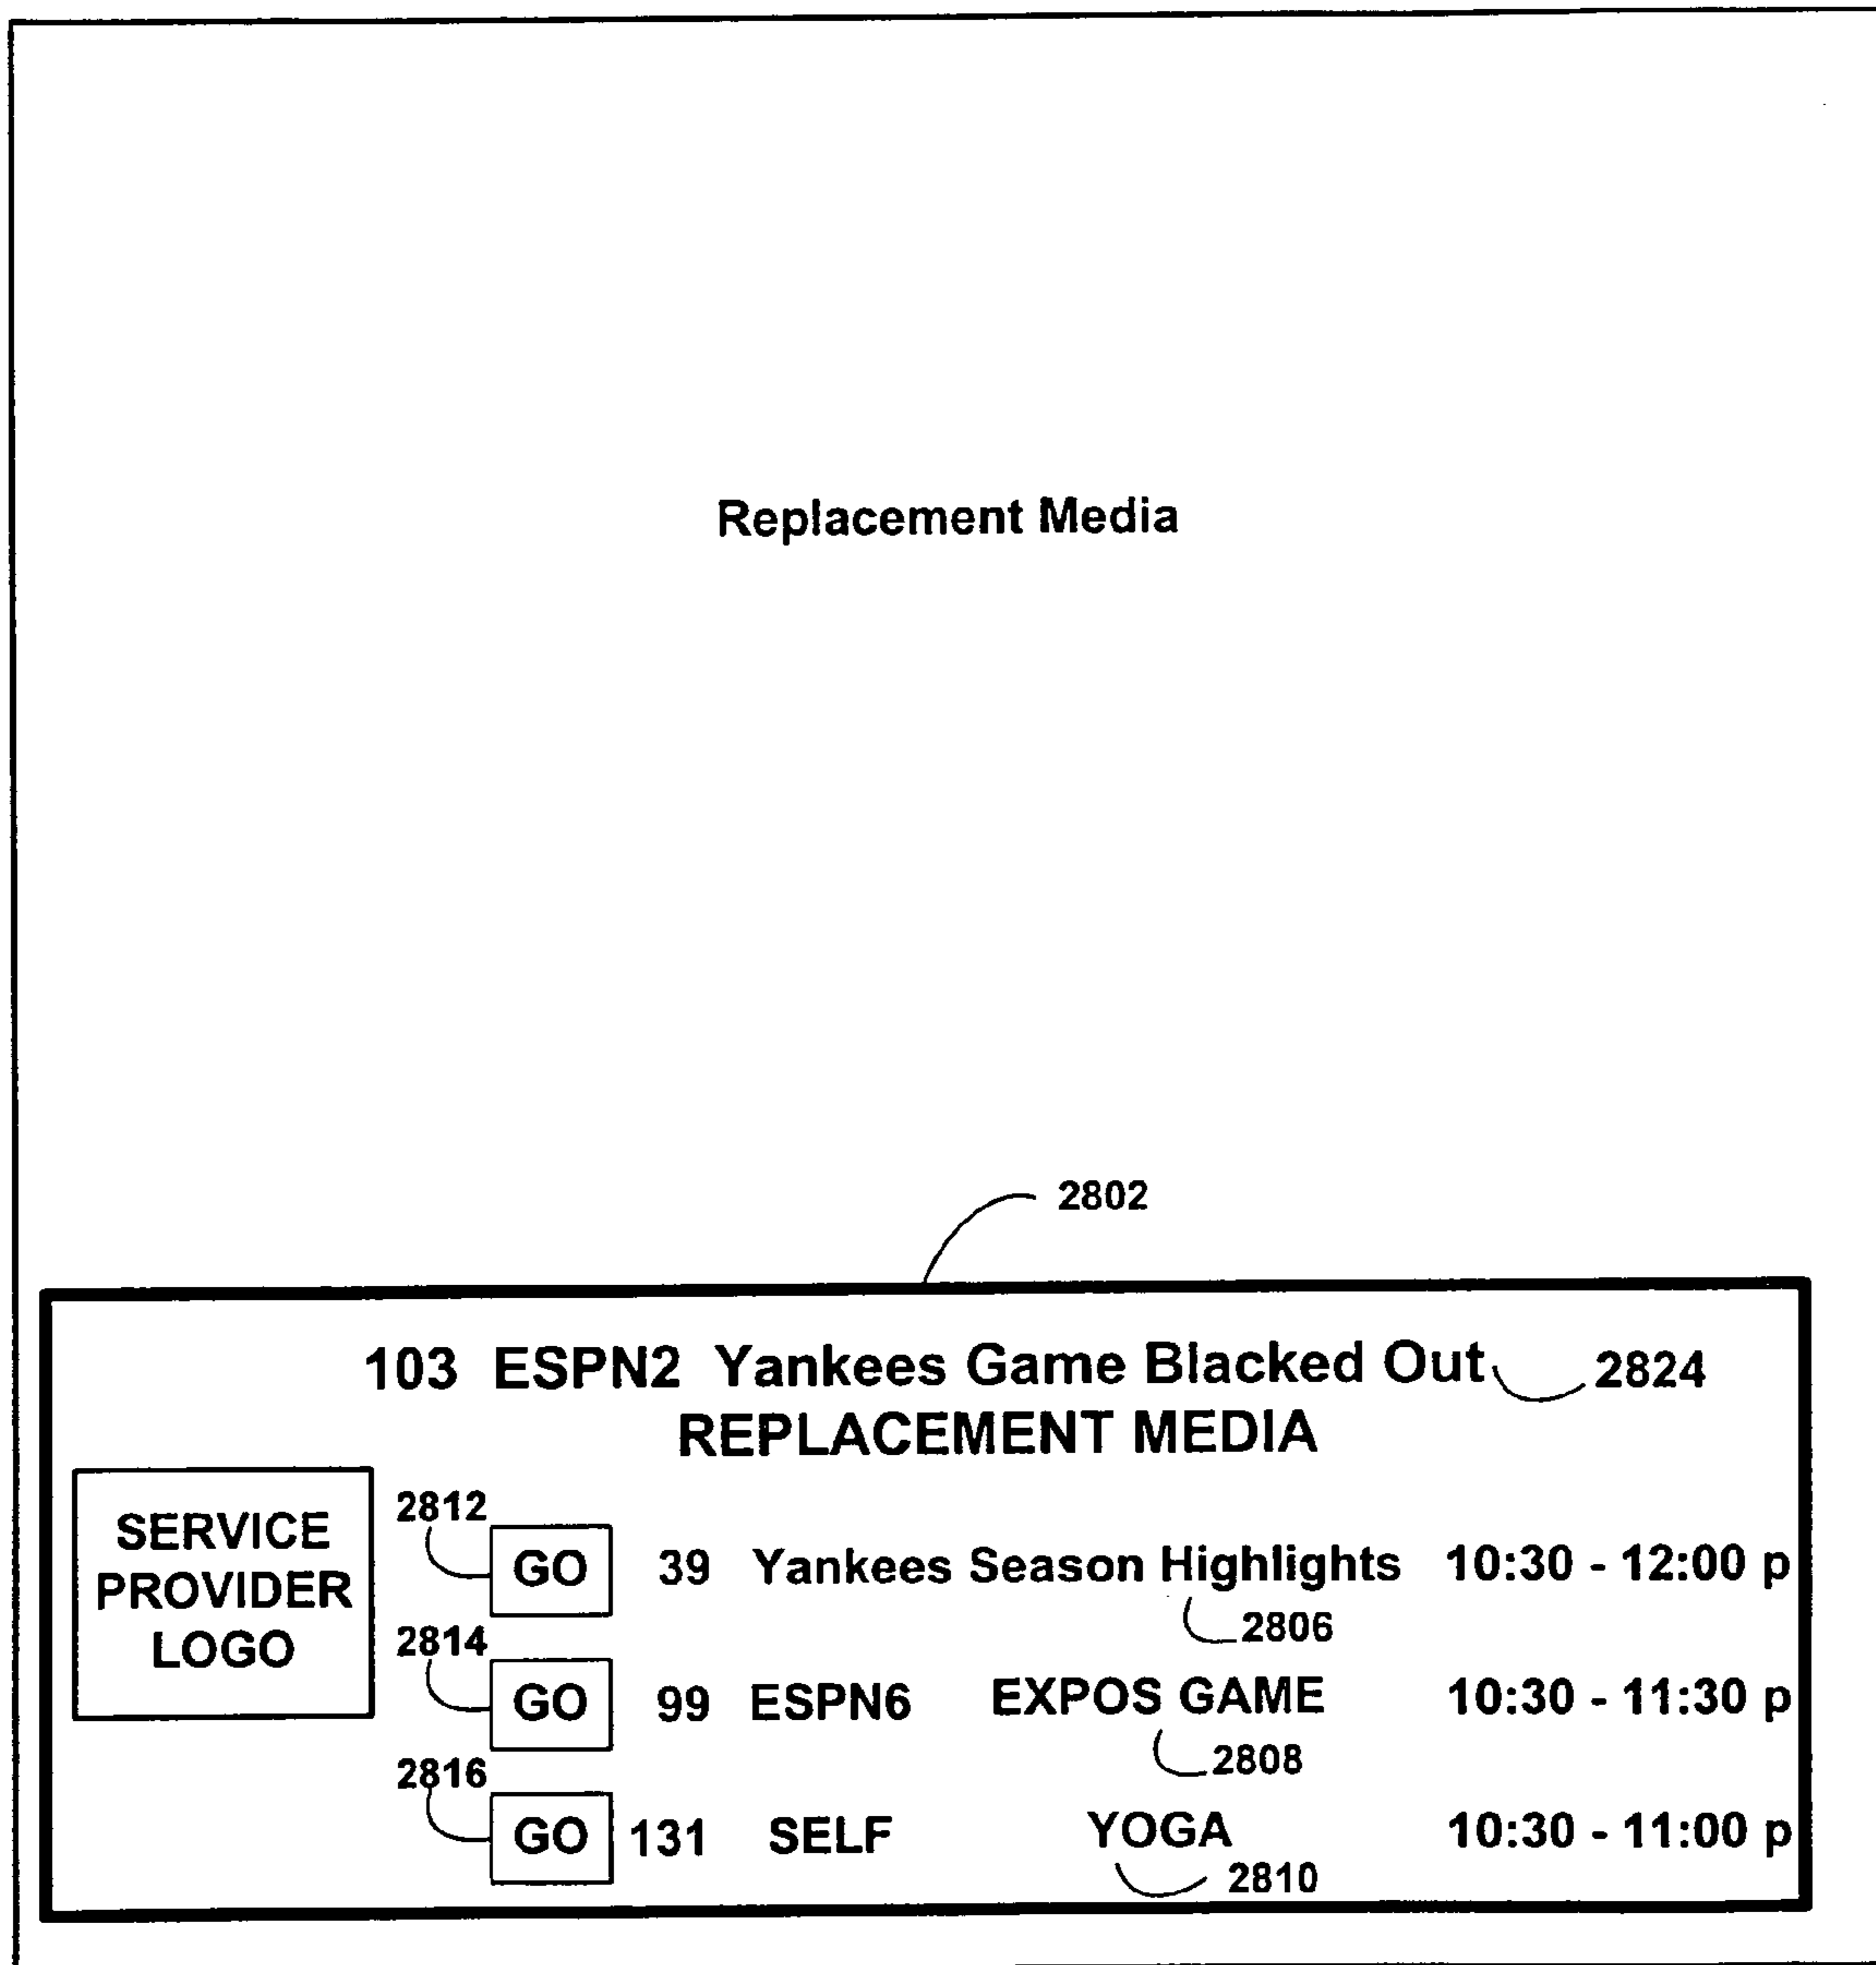 Replacement Media
2802
103 ESPN2 Yankees Game Blacked Out 2824
REPLACEMENT MEDIA
SERVICE
PROVIDER
LOGO
2812
GO 39 Yankees Season Highlights 10:30 - 12:00 p
2806
2814
GO 99 ESPN6 EXPOS GAME 10:30 - 11:30 p
2808
2816
GO 131 SELF YOGA 10:30 - 11:00 p
2810